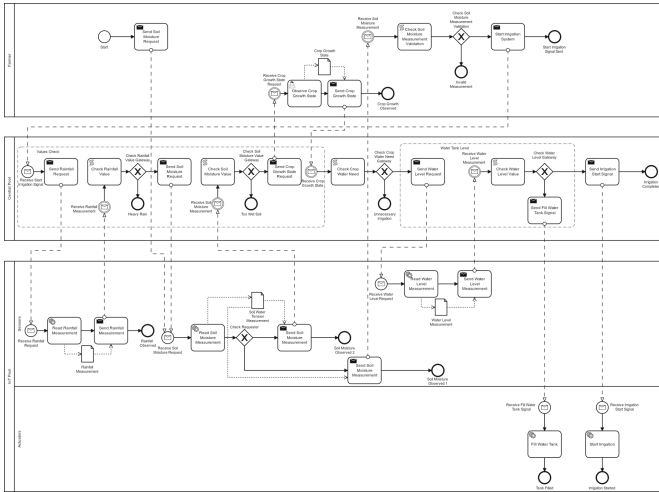 Farmer
Start
Send Soil
Moisture
Request
Receive Crop
Growth State
Request
Observe Crop
Growth State
Crop Growth
State
Send Crop
Growth State
Crop Growth
Observed
Receive Soil
Moisture
Measurement
Check Soil
Moisture
Measurement
Validation
Check Soil
Moisture
Measurement
Validation
Invalid
Measurement
Start Irrigation
System
Start Irrigation
Signal Sent
Values Check
Receive Start
Irrigation Signal
Send Rainfall
Request
Check Rainfall
Value
Receive Rainfall
Measurement
Check Rainfall
Value Gateway
Heavy Rain
Send Soil
Moisture
Request
Check Soil
Moisture Value
Receive Soil
Moisture
Measurement
Check Soil
Moisture Value
Gateway
Too Wet Soil
Send Crop
Growth State
Request
Receive Crop
Growth State
Check Crop
Water Need
Check Crop
Water Need
Gateway
Unnecessary
Irrigation
Water Tank Level
Send Water
Level Request
Receive Water
Level
Measurement
Check Water
Level Value
Check Water
Level Gateway
Send Fill Water
Tank Signal
Send Irrigation
Start Signal
Irrigation
Completed
IoT Pool
Sensors
Receive Rainfall
Request
Read Rainfall
Measurement
Rainfall
Measurement
Send Rainfall
Measurement
Rainfall
Observed
Receive Soil
Moisture Request
Read Soil
Moisture
Measurement
Soil Water
Tension
Measurement
Check Requester
Send Soil
Moisture
Measurement
Soil Moisture
Observed 2
Send Soil
Moisture
Measurement
Soil Moisture
Observed 1
Receive Water
Level Request
Read Water
Level
Measurement
Water Level
Measurement
Send Water
Level
Measurement
Actuators
Receive Fill Water
Tank Signal
Fill Water Tank
Tank Filled
Receive Irrigation
Start Signal
Start Irrigation
Irrigation Started